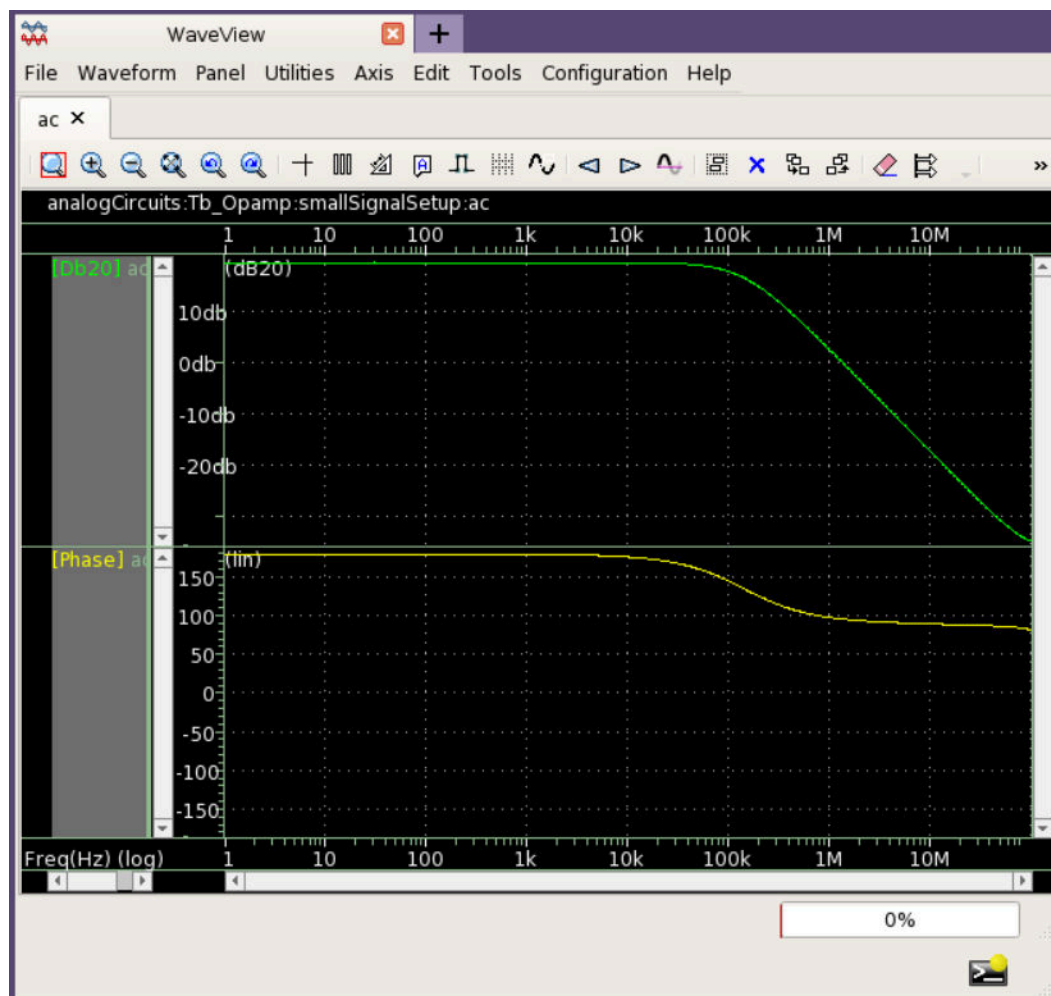 WaveView
File Waveform Panel Utilities Axis Edit Tools Configuration Help
ac
analogCircuits:Tb_Opamp:smallSignalSetup:ac
1 10 100 1k 10k 100k 1M 10M
[Db20] ac
(dB20)
10db
0db
-10db
-20db
[Phase] ac
(lin)
150
100
50
0
-50
-100
-150
Freq(Hz) (log) 1 10 100 1k 10k 100k 1M 10M
0%